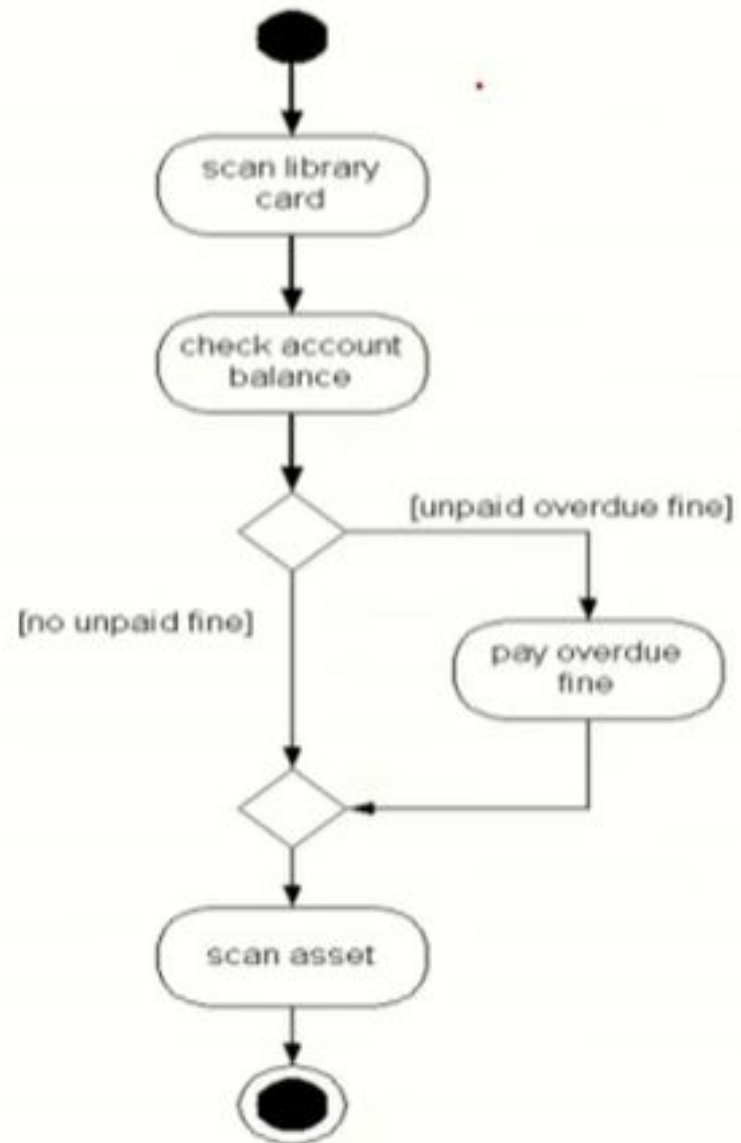 scan library
card
check account
balance
[unpaid overdue fine]
[no unpaid fine]
pay overdue
fine
scan asset